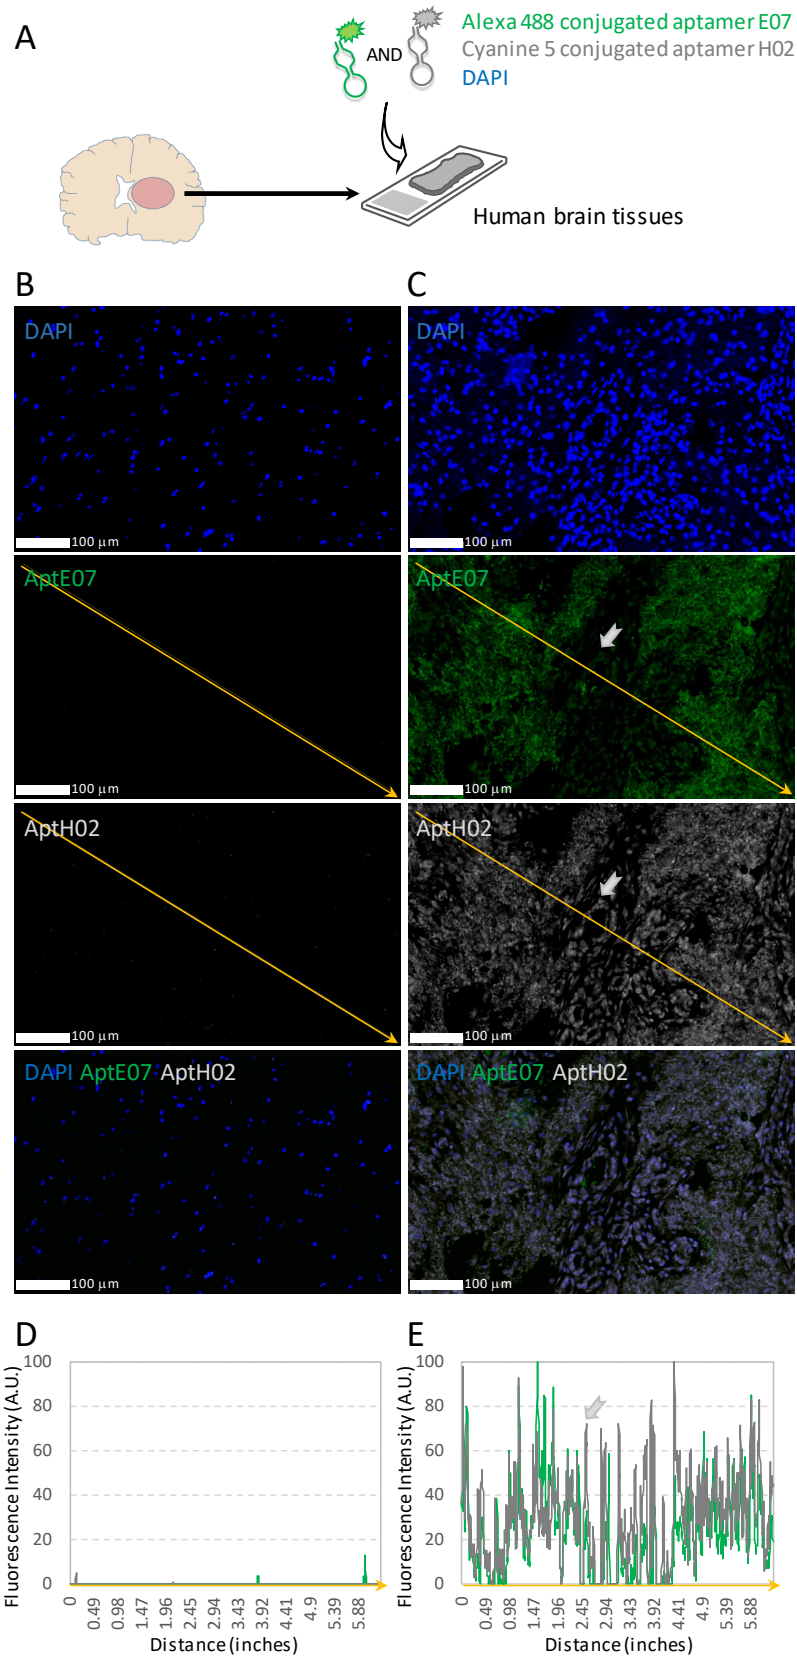 A
AND
Alexa 488 conjugated aptamer E07
Cyanine 5 conjugated aptamer H02
DAPI
Human brain tissues
B
C
DAPI
100 μm
DAPI
100 μm
AptE07
100 μm
AptE07
100 μm
AptH02
100 μm
AptH02
100 μm
DAPI AptE07 AptH02
100 μm
DAPI AptE07 AptH02
100 μm
D
Fluorescence Intensity (A.U.)
100
80
60
40
20
0
0 0.49 0.98 1.47 1.96 2.45 2.94 3.43 3.92 4.41 4.9 5.39 5.88
Distance (inches)
E
Fluorescence Intensity (A.U.)
100
80
60
40
20
0
0 0.49 0.98 1.47 1.96 2.45 2.94 3.43 3.92 4.41 4.9 5.39 5.88
Distance (inches)